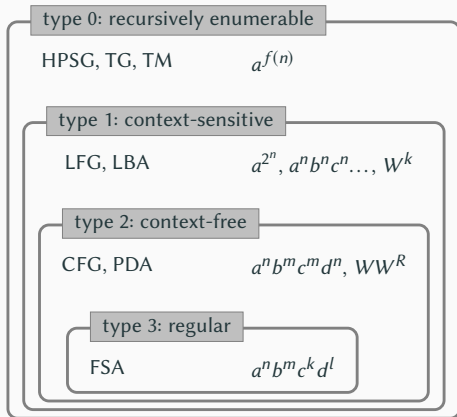 type 0: recursively enumerable
HPSG, TG, TM a^{f(n)}
type 1: context-sensitive
LFG, LBA a^{2^n}, a^n b^n c^n …, W^k
type 2: context-free
CFG, PDA a^n b^m c^m d^n, WW^R
type 3: regular
FSA a^n b^m c^k d^l